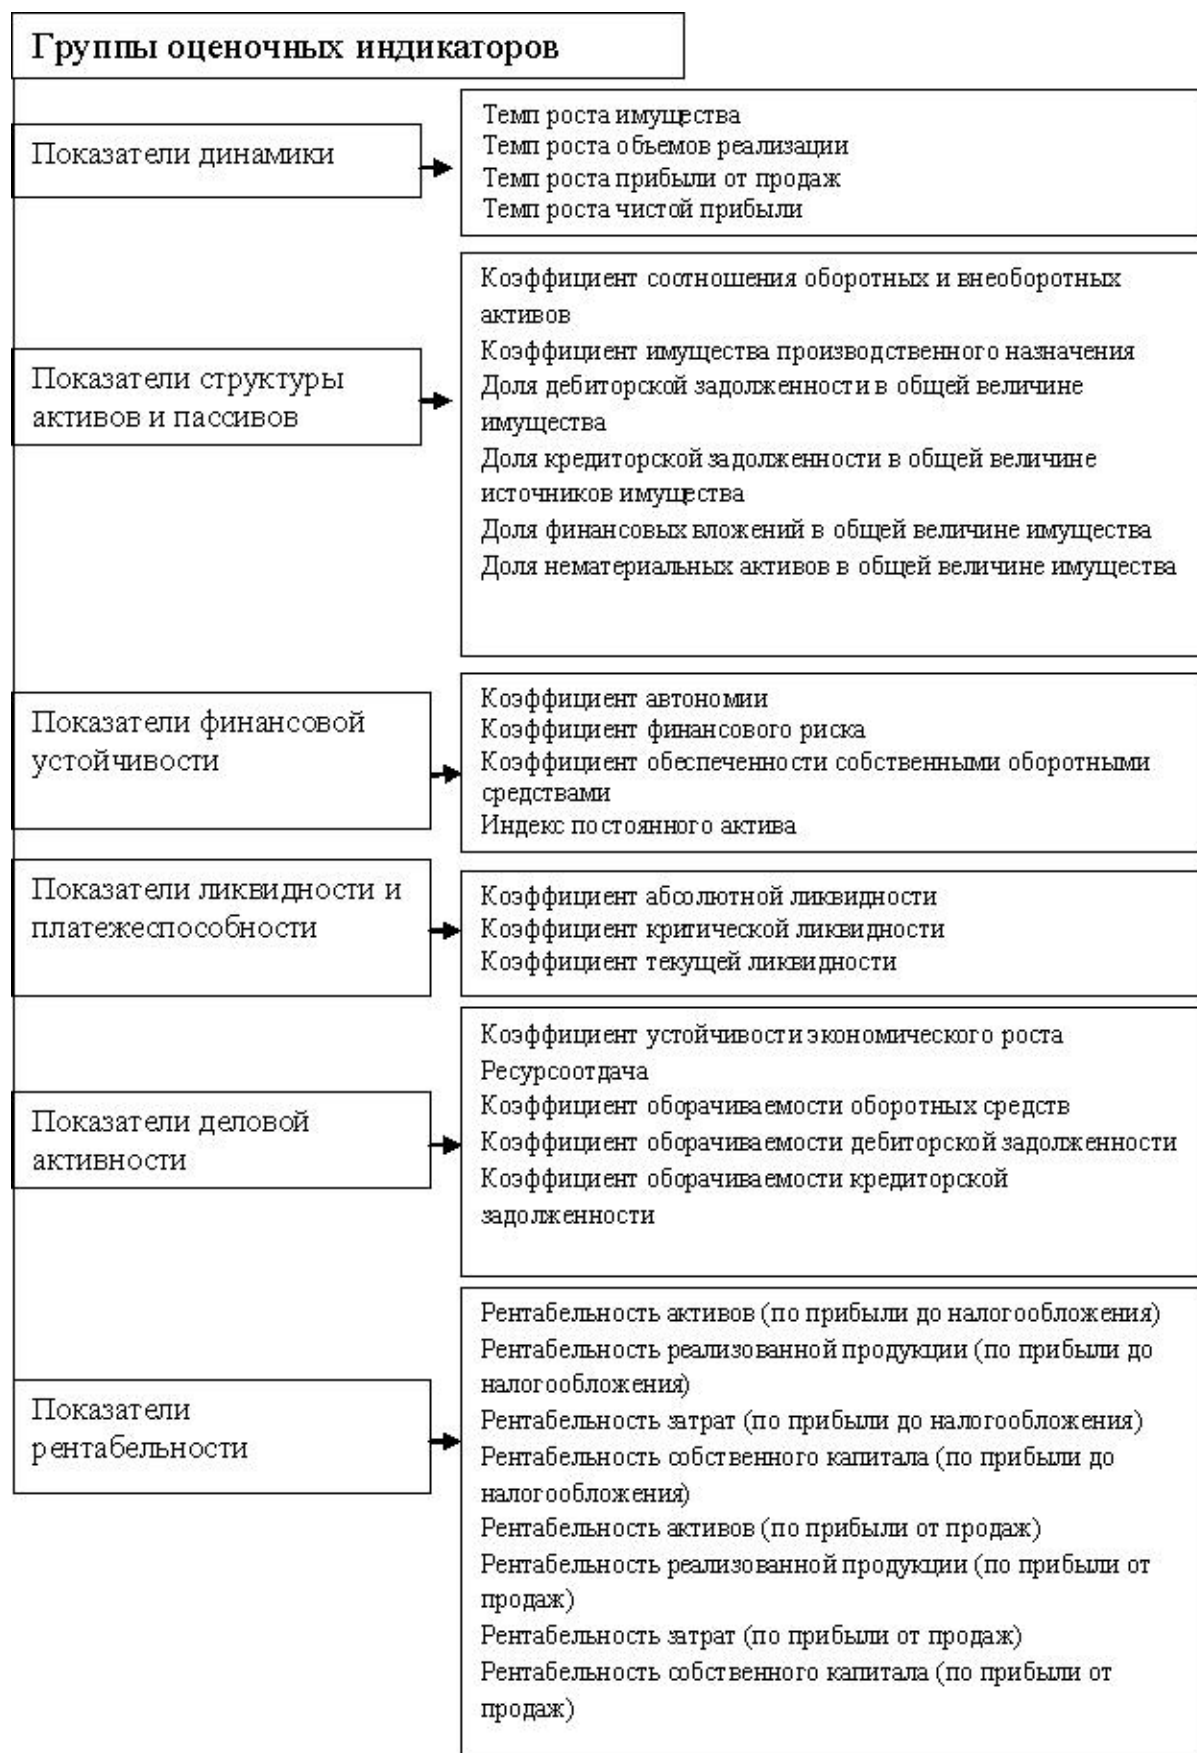 Группы оценочных индикаторов
Показатели динамики
Темп роста имущества
Темп роста объемов реализации
Темп роста прибыли от продаж
Темп роста чистой прибыли
Показатели структуры
активов и пассивов
Коэффициент соотношения оборотных и внеоборотных
активов
Коэффициент имущества производственного назначения
Доля дебиторской задолженности в общей величине
имущества
Доля кредиторской задолженности в общей величине
источников имущества
Доля финансовых вложений в общей величине имущества
Доля нематериальных активов в общей величине имущества
Показатели финансовой
устойчивости
Коэффициент автономии
Коэффициент финансового риска
Коэффициент обеспеченности собственными оборотными
средствами
Индекс постоянного актива
Показатели ликвидности и
платежеспособности
Коэффициент абсолютной ликвидности
Коэффициент критической ликвидности
Коэффициент текущей ликвидности
Показатели деловой
активности
Коэффициент устойчивости экономического роста
Ресурсоотдача
Коэффициент оборачиваемости оборотных средств
Коэффициент оборачиваемости дебиторской задолженности
Коэффициент оборачиваемости кредиторской
задолженности
Показатели
рентабельности
Рентабельность активов (по прибыли до налогообложения)
Рентабельность реализованной продукции (по прибыли до
налогообложения)
Рентабельность затрат (по прибыли до налогообложения)
Рентабельность собственного капитала (по прибыли до
налогообложения)
Рентабельность активов (по прибыли от продаж)
Рентабельность реализованной продукции (по прибыли от
продаж)
Рентабельность затрат (по прибыли от продаж)
Рентабельность собственного капитала (по прибыли от
продаж)